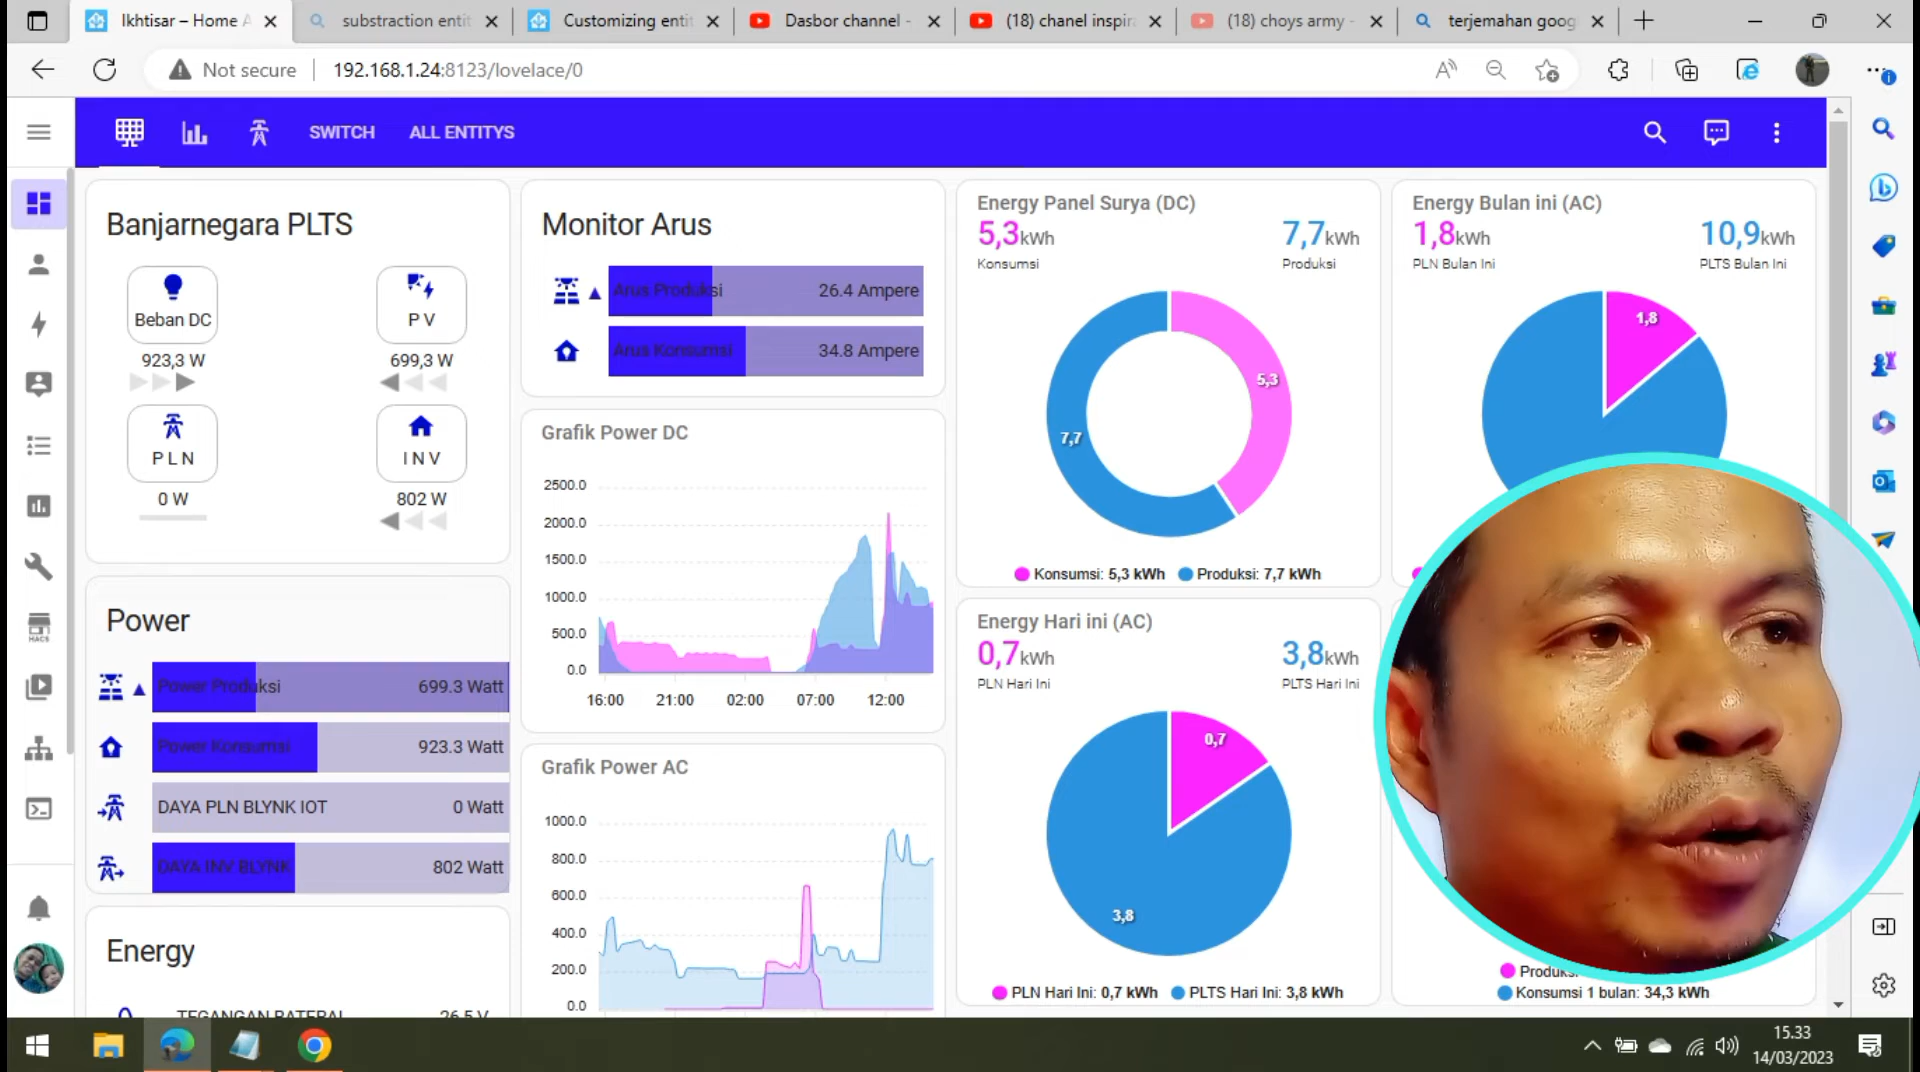 Ikhtisar – Home A
substraction entit
Customizing entit
Dasbor channel -
(18) chanel inspira
(18) choys army -
terjemahan goog
Not secure
192.168.1.24:8123/lovelace/0
SWITCH
ALL ENTITYS
HACS
Banjarnegara PLTS
Beban DC
923,3 W
P V
699,3 W
P L N
0 W
I N V
802 W
Power
Power Produksi
699.3 Watt
Power Konsumsi
923.3 Watt
DAYA PLN BLYNK IOT
0 Watt
DAYA INV BLYNK
802 Watt
Energy
TEGANGAN BATERAI
26.5 V
Monitor Arus
Arus Produksi
26.4 Ampere
Arus Konsumsi
34.8 Ampere
Grafik Power DC
2500.0
2000.0
1500.0
1000.0
500.0
0.0
16:00 21:00 02:00 07:00 12:00
Grafik Power AC
1000.0
800.0
600.0
400.0
200.0
0.0
Energy Panel Surya (DC)
5,3kWh
Konsumsi
7,7kWh
Produksi
5,3
7,7
Konsumsi: 5,3 kWh
Produksi: 7,7 kWh
Energy Hari ini (AC)
0,7kWh
PLN Hari Ini
3,8kWh
PLTS Hari Ini
0,7
3,8
PLN Hari Ini: 0,7 kWh
PLTS Hari Ini: 3,8 kWh
Energy Bulan ini (AC)
1,8kWh
PLN Bulan Ini
10,9kWh
PLTS Bulan Ini
1,8
Produks
Konsumsi 1 bulan: 34,3 kWh
15.33
14/03/2023